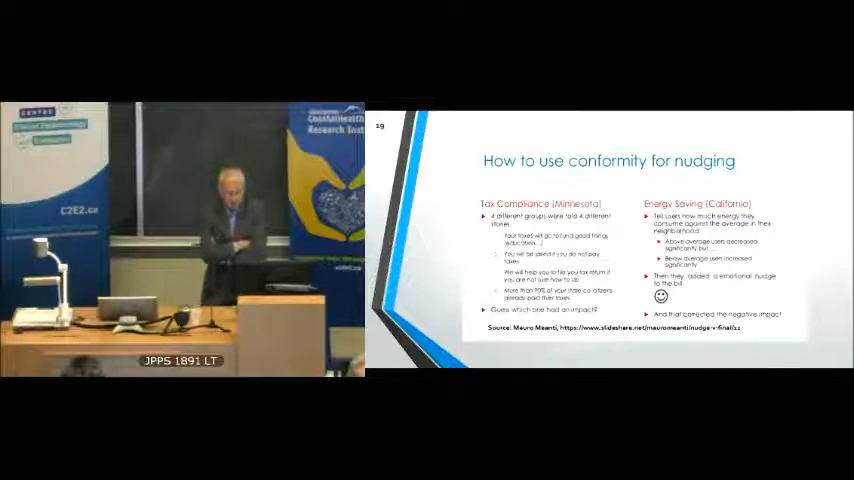 CENTRE
C2E2.ca
CoastalHealth
Research Inst
JPPS 1891 LT
19
How to use conformity for nudging
Tax Compliance (Minnesota)
4 different groups were told 4 different
stories.
Your taxes will go to fund good things
(education...)
You will be jailed if you do not pay
taxes
We will help you to file you tax return if
you are not sure how to do
More than 90% of your state co-citizens
already paid their taxes
Guess which one had an impact?
Energy Saving (California)
Tell users how much energy they
consume against the average in their
neighborhood
Above-average users decreased
significantly but....
Below average users increased
significantly
Then they added a emotional nudge
to the bill
And that corrected the negative impact
Source: Mauro Meanti, https://www.slideshare.net/mauromeanti/nudge-v-final/22